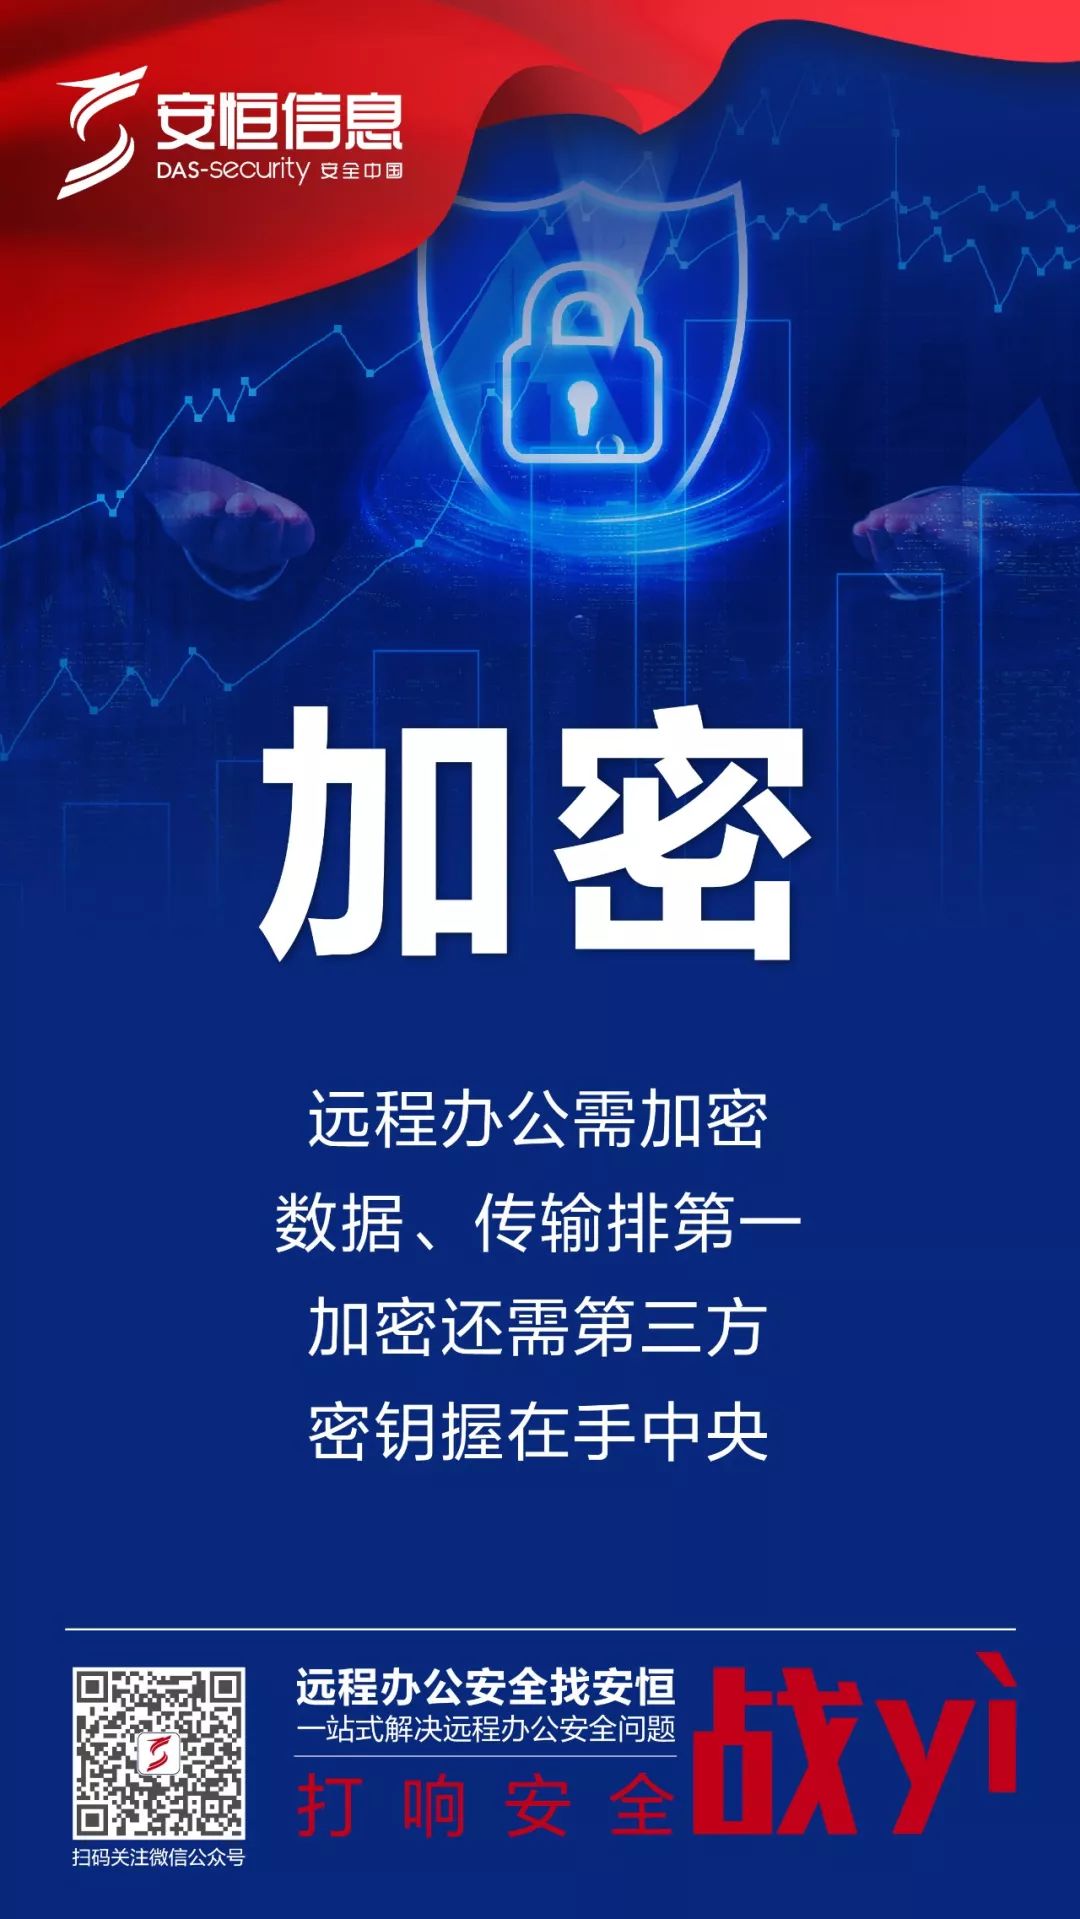 安恒信息
DAS-security 安全中国
加密
远程办公需加密
数据、传输排第一
加密还需第三方
密钥握在手中央
远程办公安全找安恒
一站式解决远程办公安全问题
打响安全战yì
扫码关注微信公众号